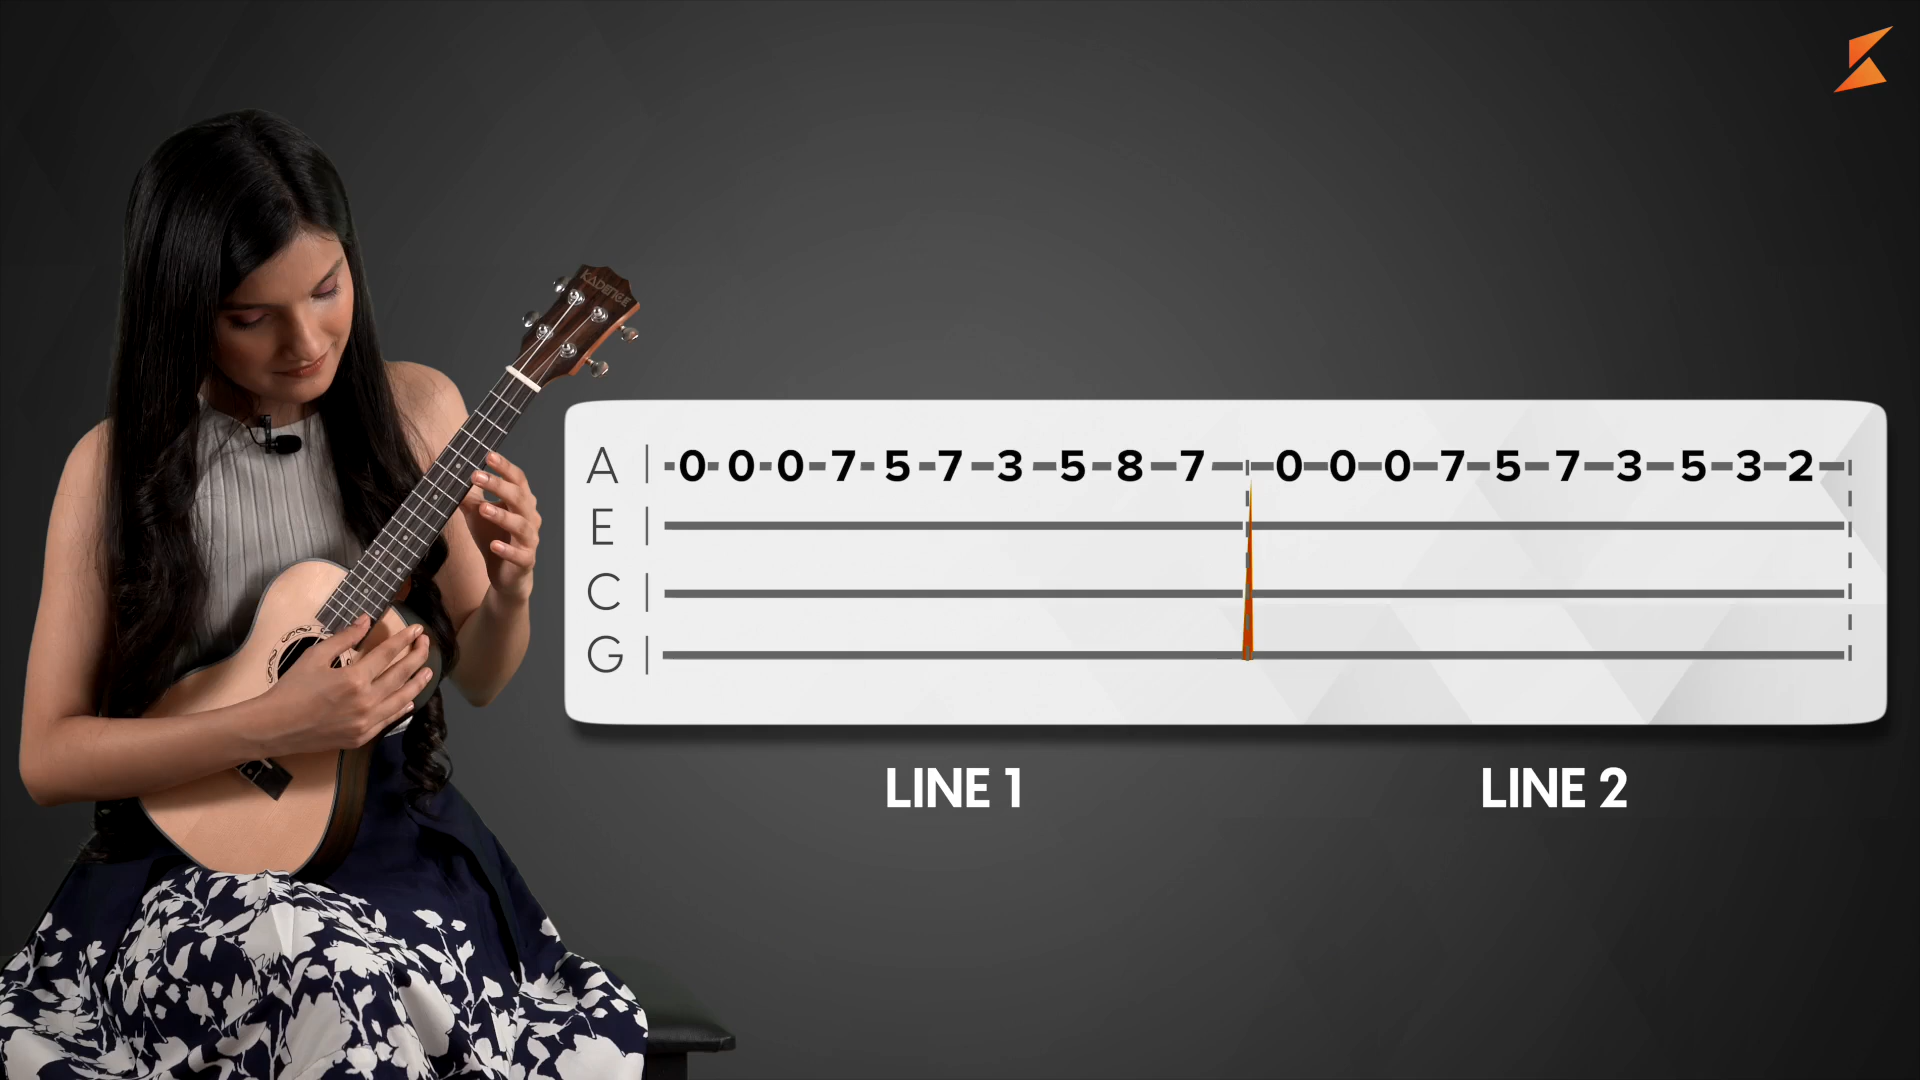 KADENCE
A |-0-0-0-7-5-7-3-5-8-7-|-0-0-0-7-5-7-3-5-3-2-|
E |
C |
G |
LINE 1
LINE 2